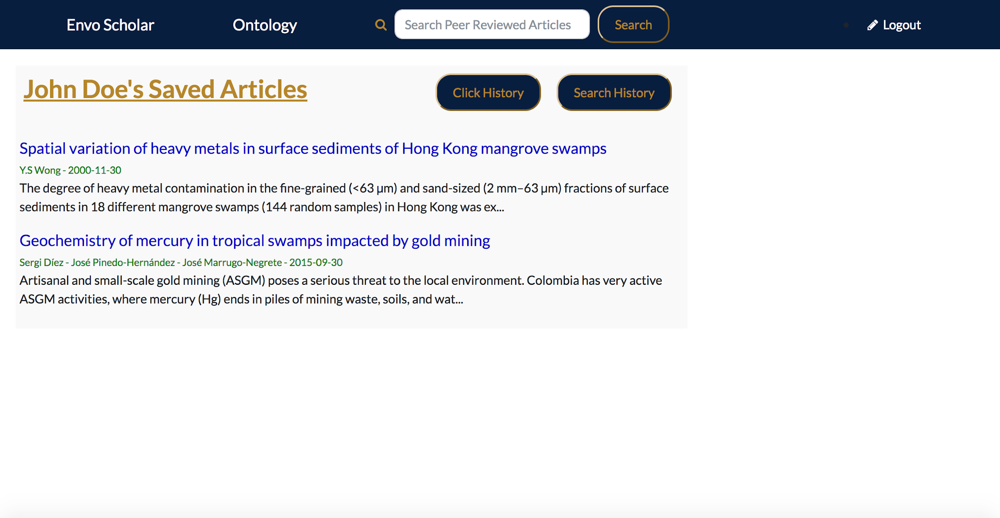 Envo Scholar
Ontology
Search Peer Reviewed Articles
Search
Logout
John Doe's Saved Articles
Click History
Search History
Spatial variation of heavy metals in surface sediments of Hong Kong mangrove swamps
Y.S Wong - 2000-11-30
The degree of heavy metal contamination in the fine-grained (<63 μm) and sand-sized (2 mm–63 μm) fractions of surface
sediments in 18 different mangrove swamps (144 random samples) in Hong Kong was ex...
Geochemistry of mercury in tropical swamps impacted by gold mining
Sergi Díez - José Pinedo-Hernández - José Marrugo-Negrete - 2015-09-30
Artisanal and small-scale gold mining (ASGM) poses a serious threat to the local environment. Colombia has very active
ASGM activities, where mercury (Hg) ends in piles of mining waste, soils, and wat...